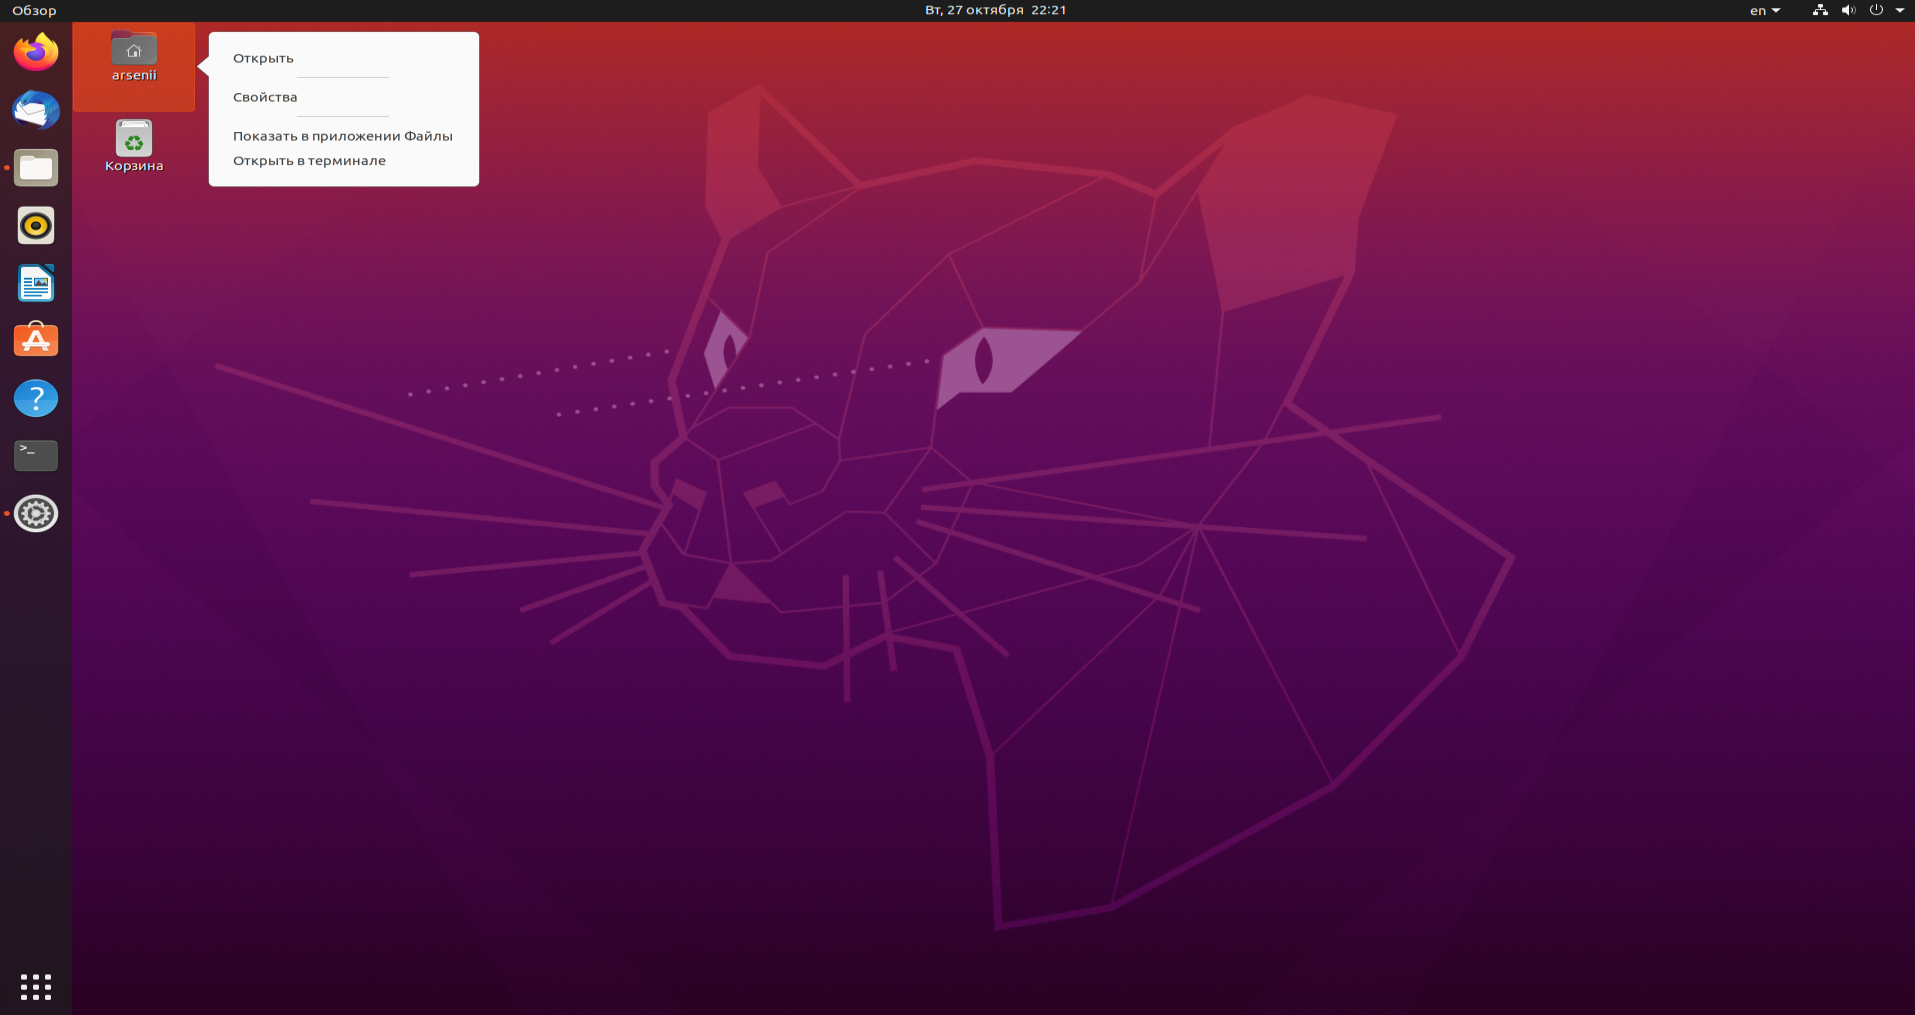 Обзор
Вт, 27 октября 22:21
en
arsenii
Корзина
Открыть
Свойства
Показать в приложении Файлы
Открыть в терминале
?
>_